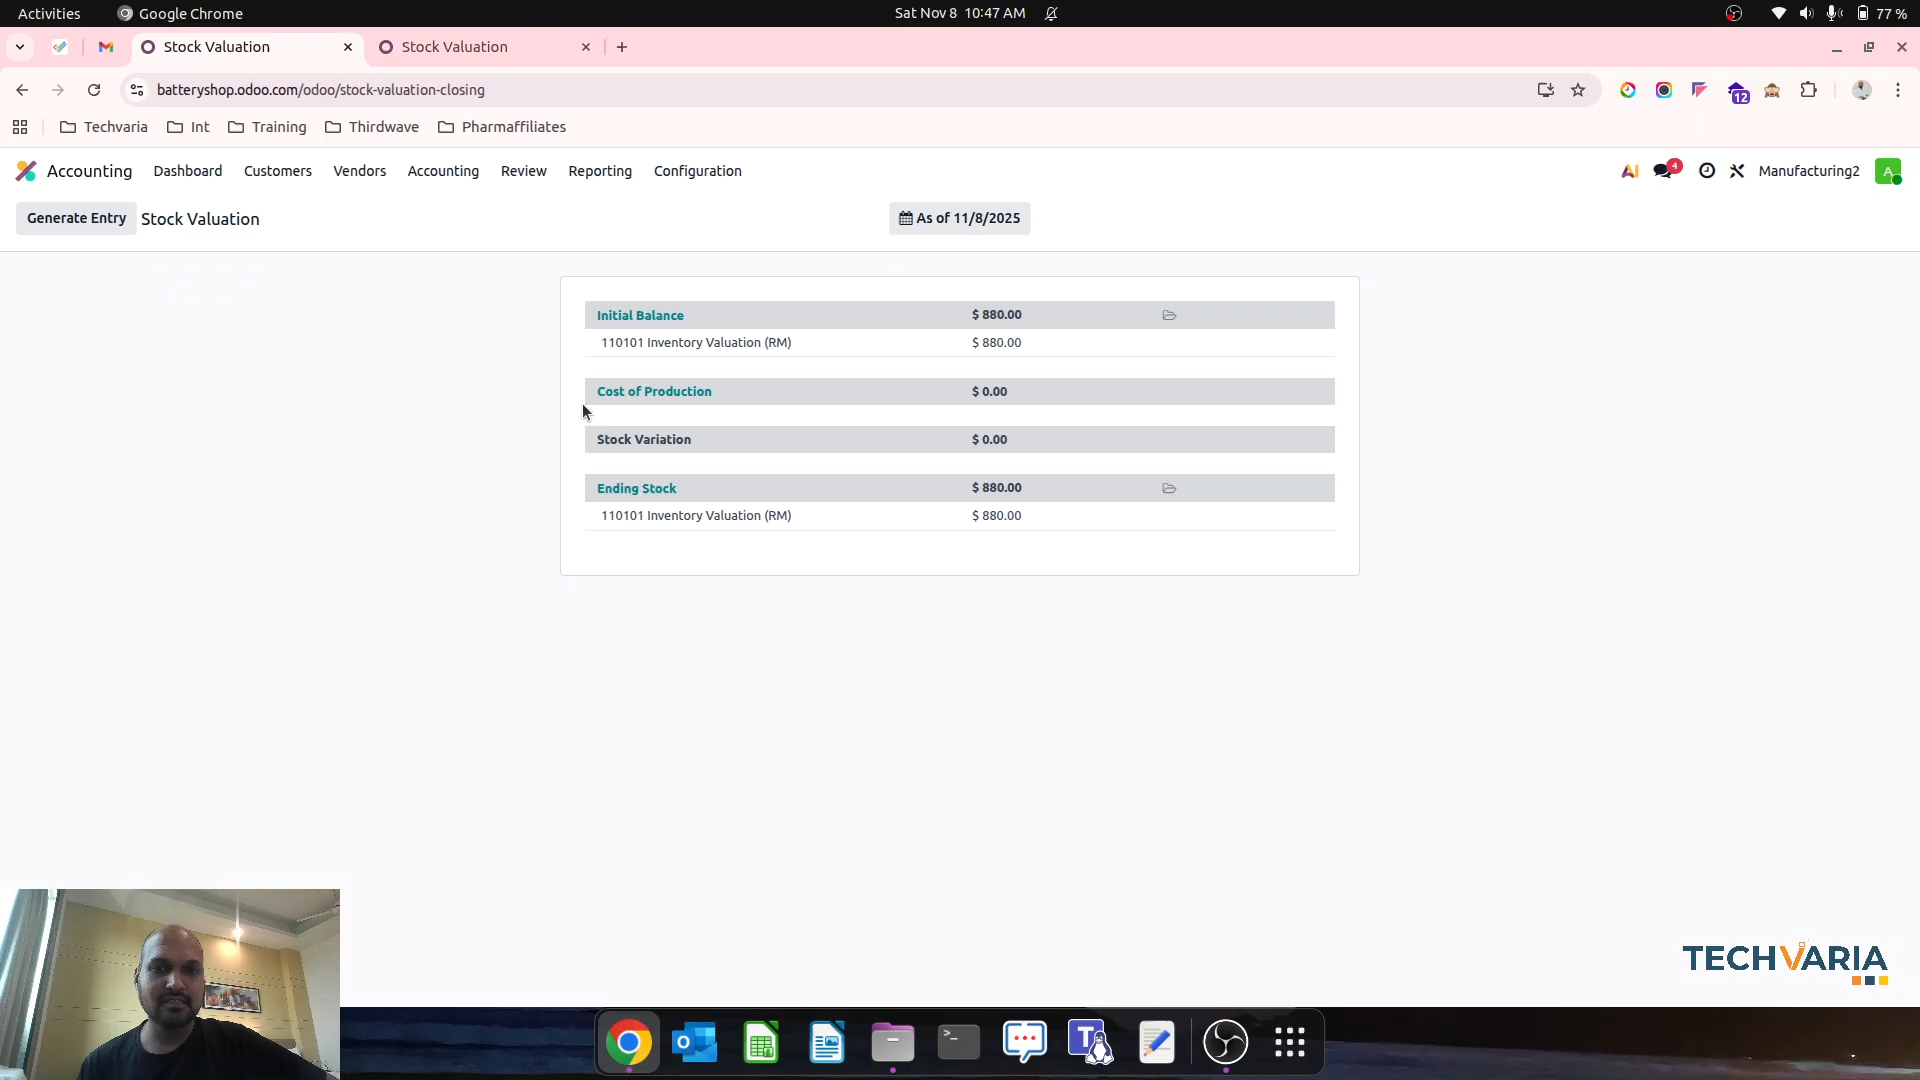 Activities
Google Chrome
Sat Nov 8 10:47 AM
77 %
Stock Valuation
Stock Valuation
batteryshop.odoo.com/odoo/stock-valuation-closing
12
Techvaria
Int
Training
Thirdwave
Pharmaffiliates
Accounting
Dashboard
Customers
Vendors
Accounting
Review
Reporting
Configuration
AI
4
Manufacturing2
A
Generate Entry
Stock Valuation
As of 11/8/2025
Initial Balance $ 880.00
110101 Inventory Valuation (RM) $ 880.00
Cost of Production $ 0.00
Stock Variation $ 0.00
Ending Stock $ 880.00
110101 Inventory Valuation (RM) $ 880.00
TECHVARIA